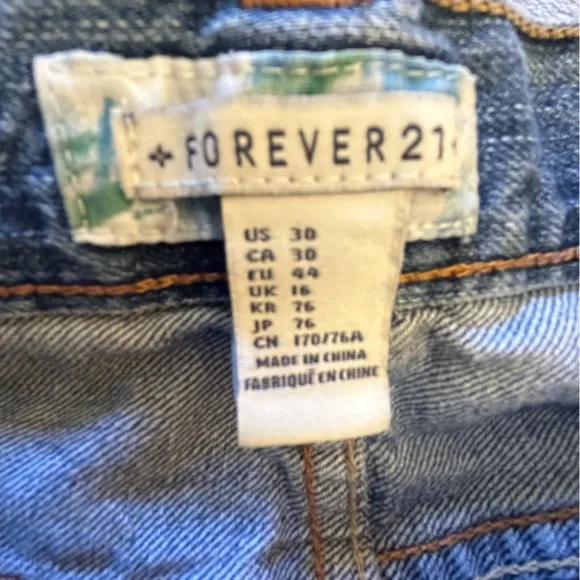 FOREVER 21
US 30
CA 30
EU 44
UK 16
KR 76
JP 76
CN 170/76A
MADE IN CHINA
FABRIQUÉ EN CHINE